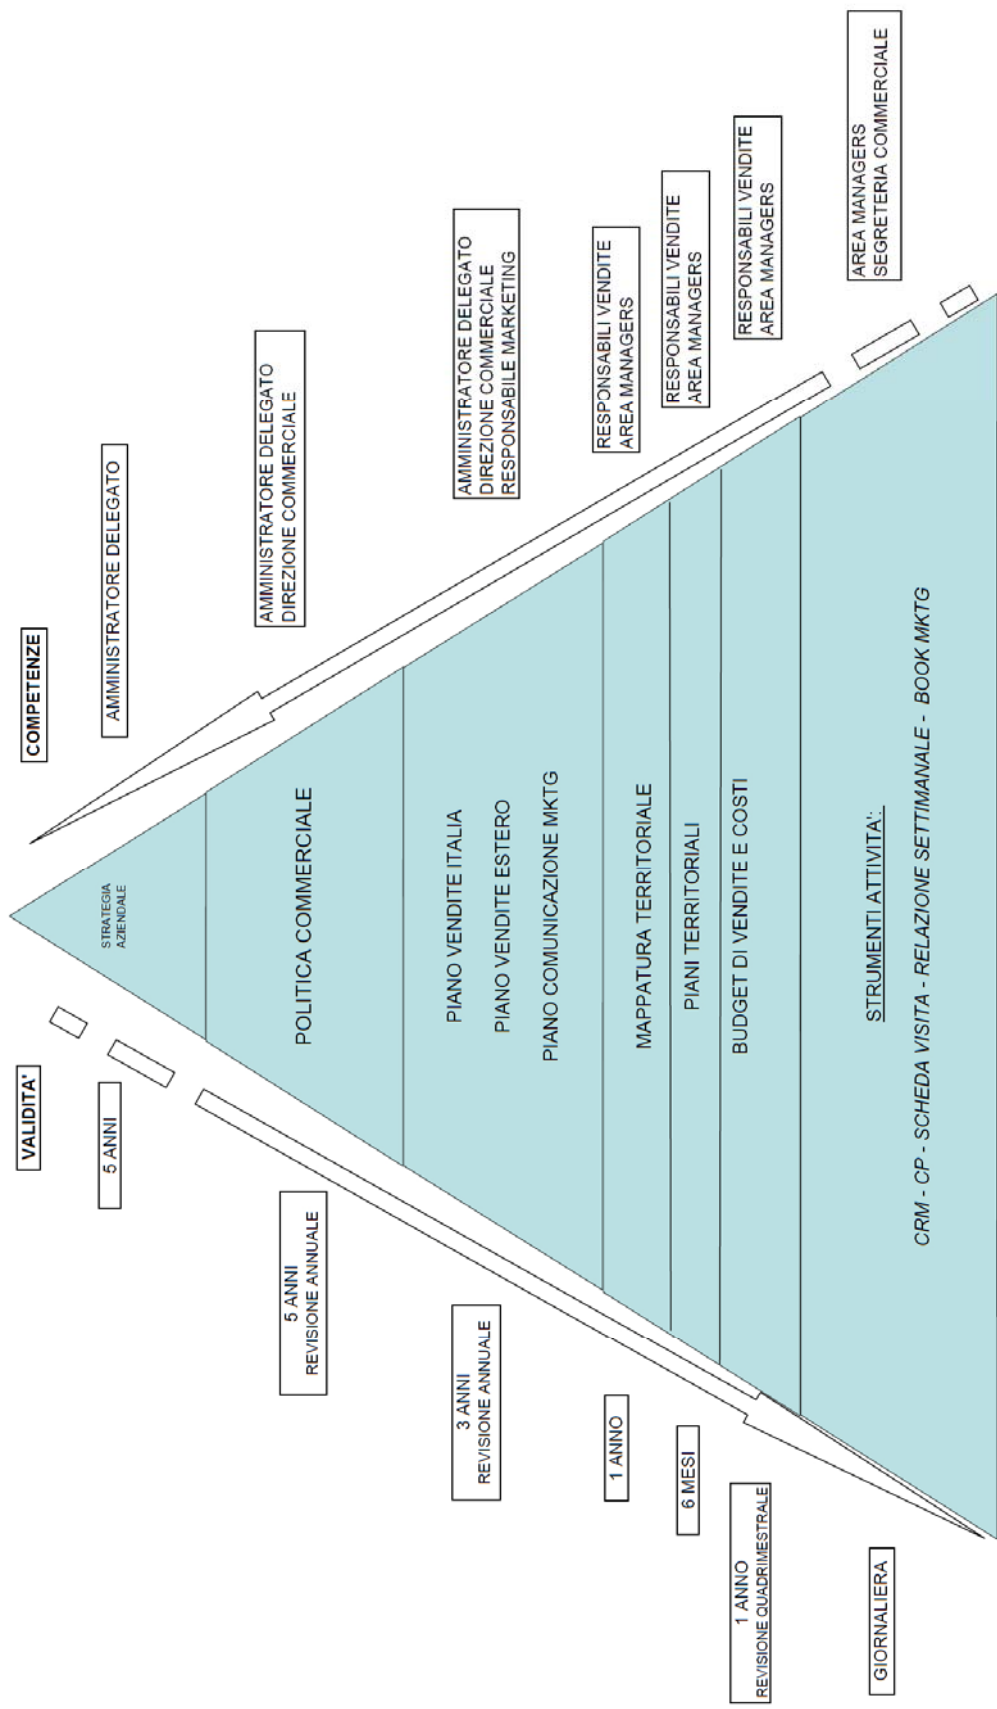 VALIDITA'
COMPETENZE
5 ANNI
STRATEGIA
AZIENDALE
AMMINISTRATORE DELEGATO
5 ANNI
REVISIONE ANNUALE
POLITICA COMMERCIALE
AMMINISTRATORE DELEGATO
DIREZIONE COMMERCIALE
3 ANNI
REVISIONE ANNUALE
PIANO VENDITE ITALIA
PIANO VENDITE ESTERO
PIANO COMUNICAZIONE MKTG
AMMINISTRATORE DELEGATO
DIREZIONE COMMERCIALE
RESPONSABILE MARKETING
1 ANNO
MAPPATURA TERRITORIALE
RESPONSABILI VENDITE
AREA MANAGERS
6 MESI
PIANI TERRITORIALI
RESPONSABILI VENDITE
AREA MANAGERS
1 ANNO
REVISIONE QUADRIMESTRALE
BUDGET DI VENDITE E COSTI
RESPONSABILI VENDITE
AREA MANAGERS
GIORNALIERA
STRUMENTI ATTIVITA':
CRM - CP - SCHEDA VISITA - RELAZIONE SETTIMANALE - BOOK MKTG
AREA MANAGERS
SEGRETERIA COMMERCIALE